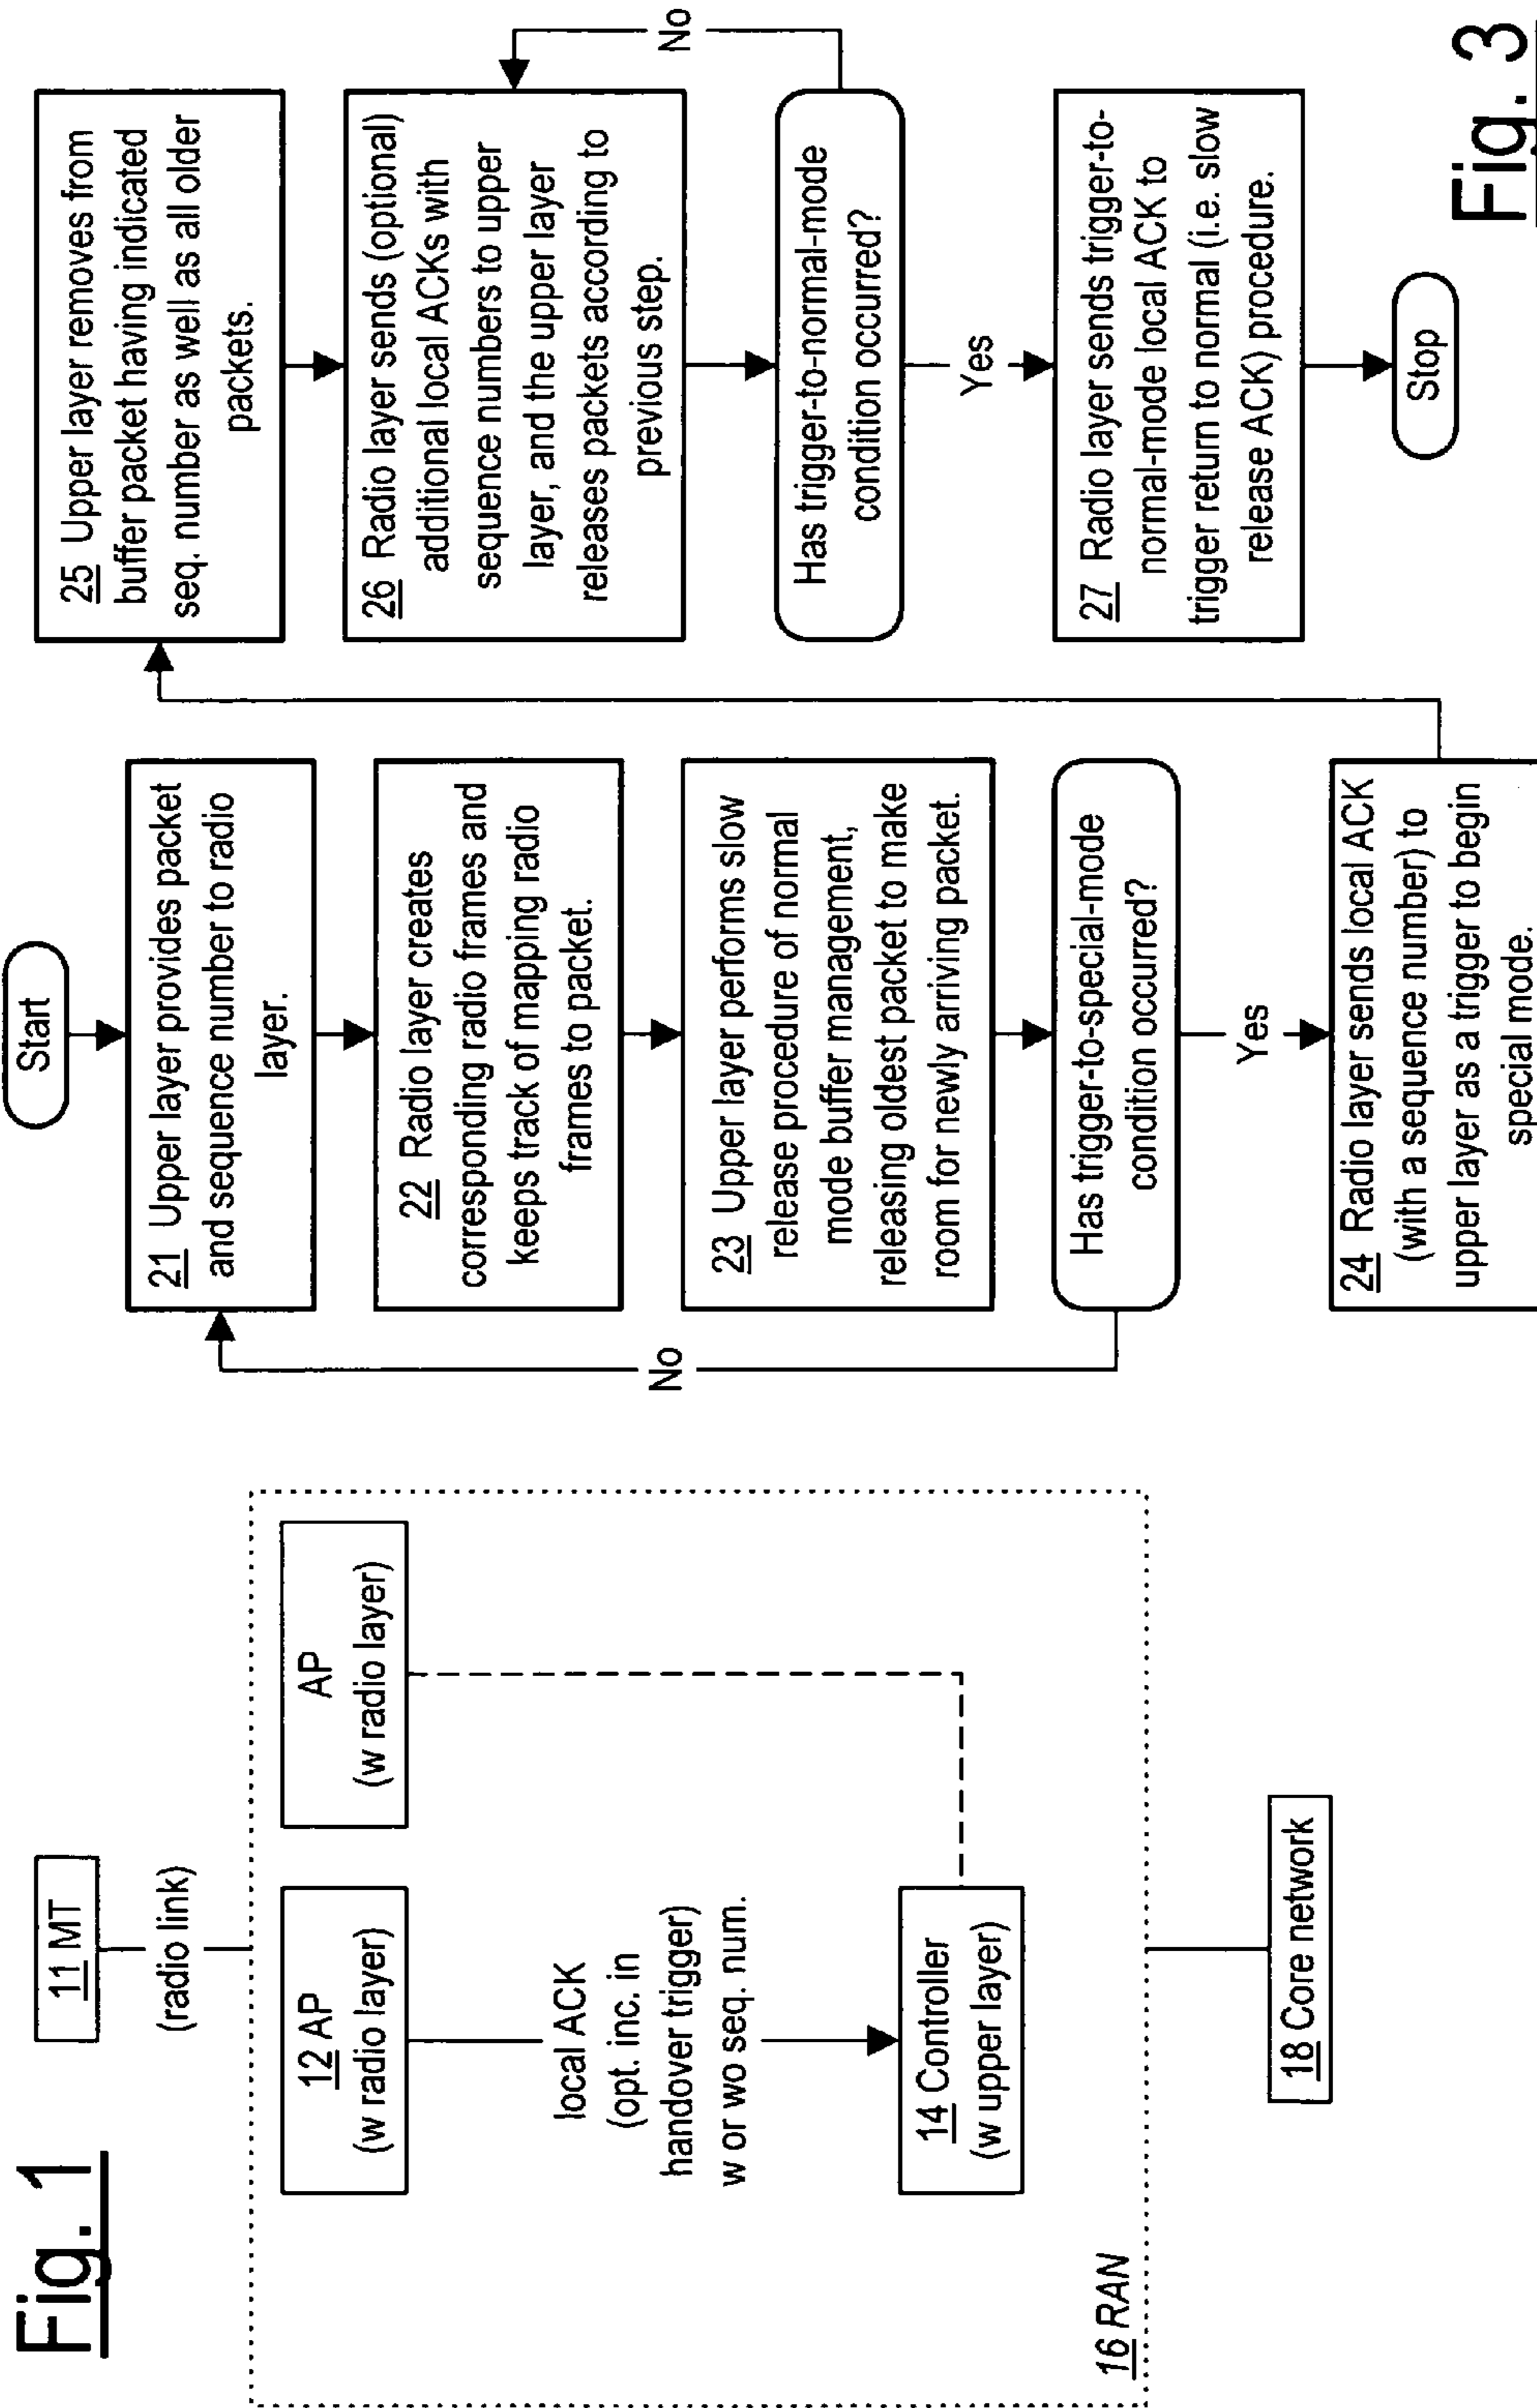 Fig. 1
11 MT
(radio link)
12 AP
(w radio layer)
AP
(w radio layer)
local ACK
(opt. inc. in
handover trigger)
w or wo seq. num.
14 Controller
(w upper layer)
16 RAN
18 Core network
Start
21 Upper layer provides packet
and sequence number to radio
layer.
22 Radio layer creates
corresponding radio frames and
keeps track of mapping radio
frames to packet.
23 Upper layer performs slow
release procedure of normal
mode buffer management,
releasing oldest packet to make
room for newly arriving packet.
Has trigger-to-special-mode
condition occurred?
No
Yes
24 Radio layer sends local ACK
(with a sequence number) to
upper layer as a trigger to begin
special mode.
25 Upper layer removes from
buffer packet having indicated
seq. number as well as all older
packets.
26 Radio layer sends (optional)
additional local ACKs with
sequence numbers to upper
layer, and the upper layer
releases packets according to
previous step.
Has trigger-to-normal-mode
condition occurred?
No
Yes
27 Radio layer sends trigger-to-
normal-mode local ACK to
trigger return to normal (i.e. slow
release ACK) procedure.
Stop
Fig. 3